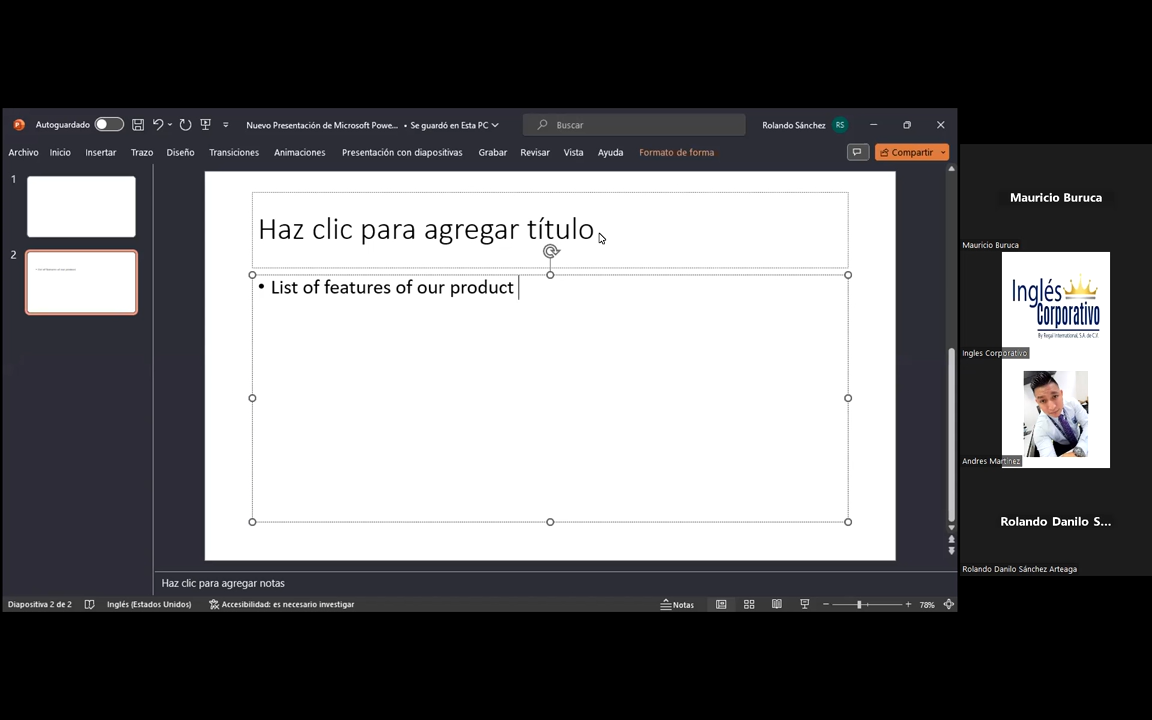 Autoguardado
Nuevo Presentación de Microsoft Powe... • Se guardó en Esta PC
Buscar
Rolando Sánchez RS
Archivo Inicio Insertar Trazo Diseño Transiciones Animaciones Presentación con diapositivas Grabar Revisar Vista Ayuda Formato de forma Compartir
1
2
Haz clic para agregar título
• List of features of our product
Haz clic para agregar notas
Diapositiva 2 de 2 Inglés (Estados Unidos) Accesibilidad: es necesario investigar Notas 78%
Mauricio Buruca
Mauricio Buruca
Inglés
Corporativo
By Regal International, S.A. de C.V.
Ingles Corporativo
Andres Martinez
Rolando Danilo S...
Rolando Danilo Sánchez Arteaga